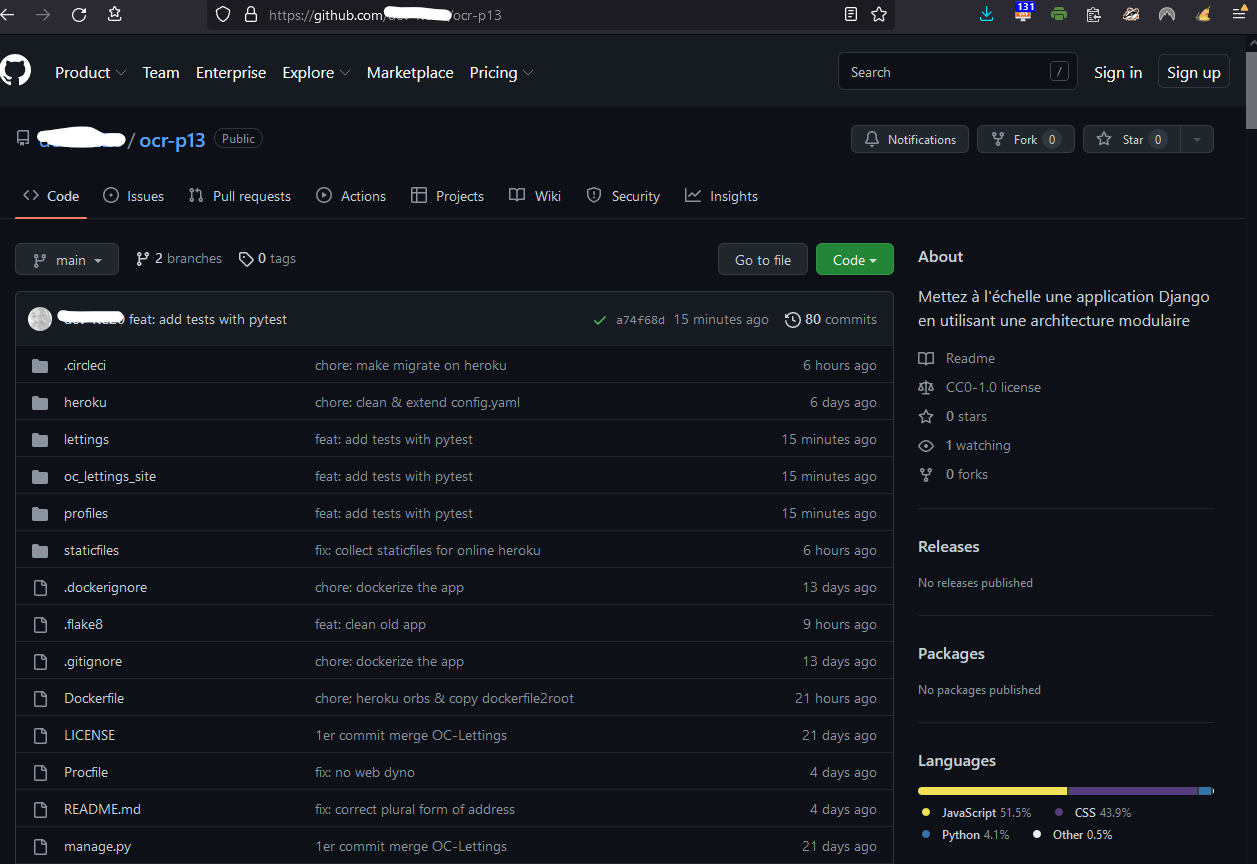 https://github.com/ /ocr-p13
131
Product Team Enterprise Explore Marketplace Pricing Search / Sign in Sign up
/ ocr-p13 Public Notifications Fork 0 Star 0
Code Issues Pull requests Actions Projects Wiki Security Insights
main 2 branches 0 tags Go to file Code
feat: add tests with pytest a74f68d 15 minutes ago 80 commits
.circleci chore: make migrate on heroku 6 hours ago
heroku chore: clean & extend config.yaml 6 days ago
lettings feat: add tests with pytest 15 minutes ago
oc_lettings_site feat: add tests with pytest 15 minutes ago
profiles feat: add tests with pytest 15 minutes ago
staticfiles fix: collect staticfiles for online heroku 6 hours ago
.dockerignore chore: dockerize the app 13 days ago
.flake8 feat: clean old app 9 hours ago
.gitignore chore: dockerize the app 13 days ago
Dockerfile chore; heroku orbs & copy dockerfile2root 21 hours ago
LICENSE 1er commit merge OC-Lettings 21 days ago
Procfile fix: no web dyno 4 days ago
README.md fix: correct plural form of address 4 days ago
manage.py 1er commit merge OC-Lettings 21 days ago
About
Mettez à l'échelle une application Django
en utilisant une architecture modulaire
Readme
CC0-1.0 license
0 stars
1 watching
0 forks
Releases
No releases published
Packages
No packages published
Languages
JavaScript 51.5% CSS 43.9%
Python 4.1% Other 0.5%